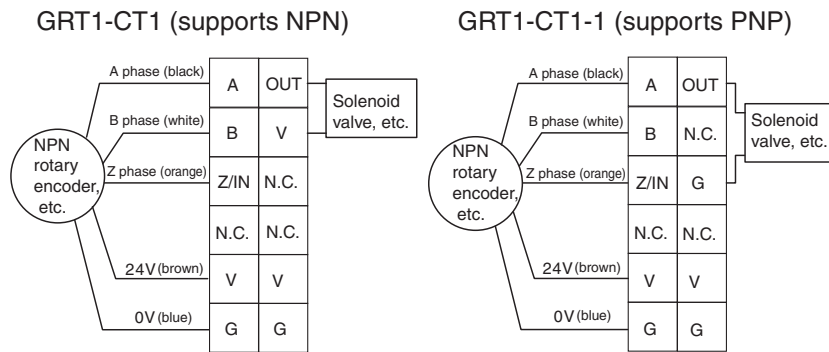 GRT1-CT1 (supports NPN)
A phase (black)
A OUT
B phase (white)
B V
Z phase (orange)
Z/IN N.C.
N.C. N.C.
24V (brown)
V V
0V (blue)
G G
NPN
rotary
encoder,
etc.
Solenoid
valve, etc.
GRT1-CT1-1 (supports PNP)
A phase (black)
A OUT
B phase (white)
B N.C.
Z phase (orange)
Z/IN G
N.C. N.C.
24V (brown)
V V
0V (blue)
G G
NPN
rotary
encoder,
etc.
Solenoid
valve, etc.